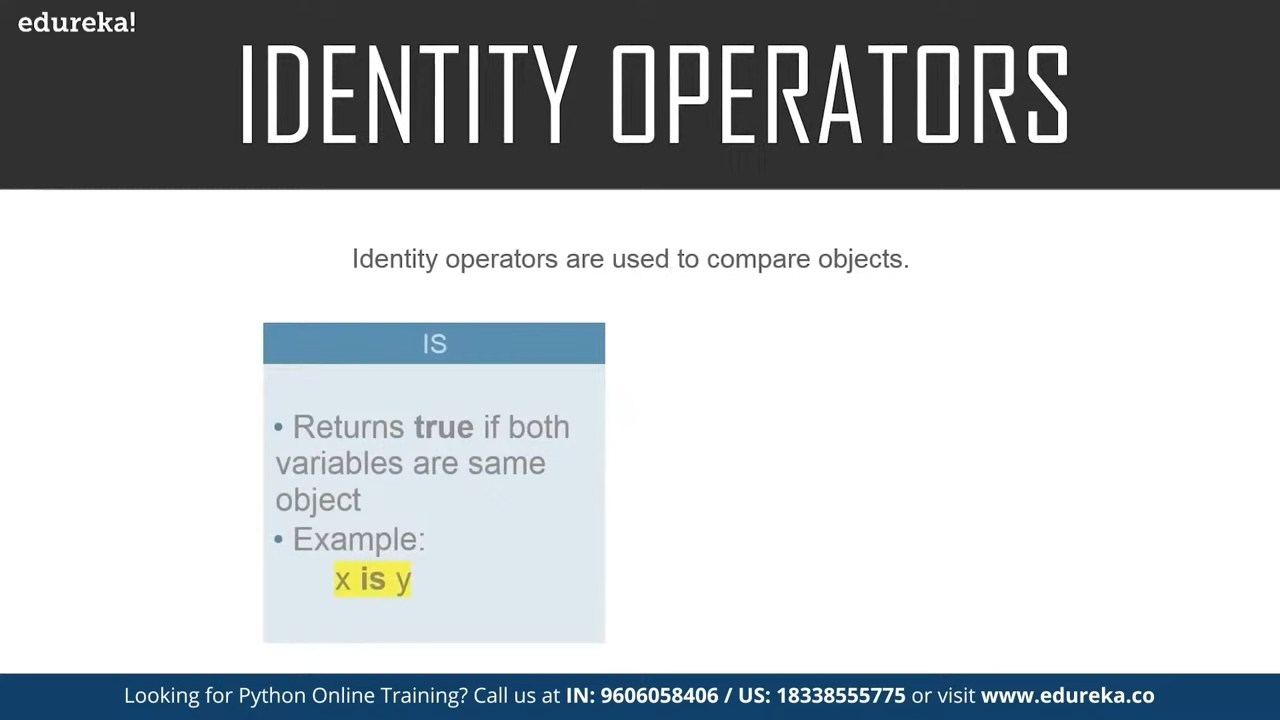 edureka!
IDENTITY OPERATORS
Identity operators are used to compare objects.
IS
• Returns true if both
variables are same
object
• Example:
x is y
Looking for Python Online Training? Call us at IN: 9606058406 / US: 18338555775 or visit www.edureka.co